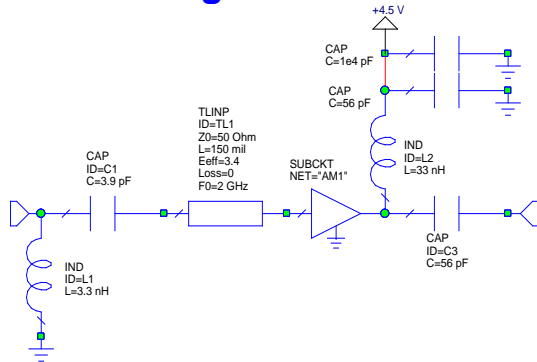 +4.5 V
CAP
C=1e4 pF
CAP
C=56 pF
TLINP
ID=TL1
Z0=50 Ohm
L=150 mil
Eeff=3.4
Loss=0
F0=2 GHz
IND
ID=L2
L=33 nH
CAP
ID=C1
C=3.9 pF
SUBCKT
NET="AM1"
CAP
ID=C3
C=56 pF
IND
ID=L1
L=3.3 nH